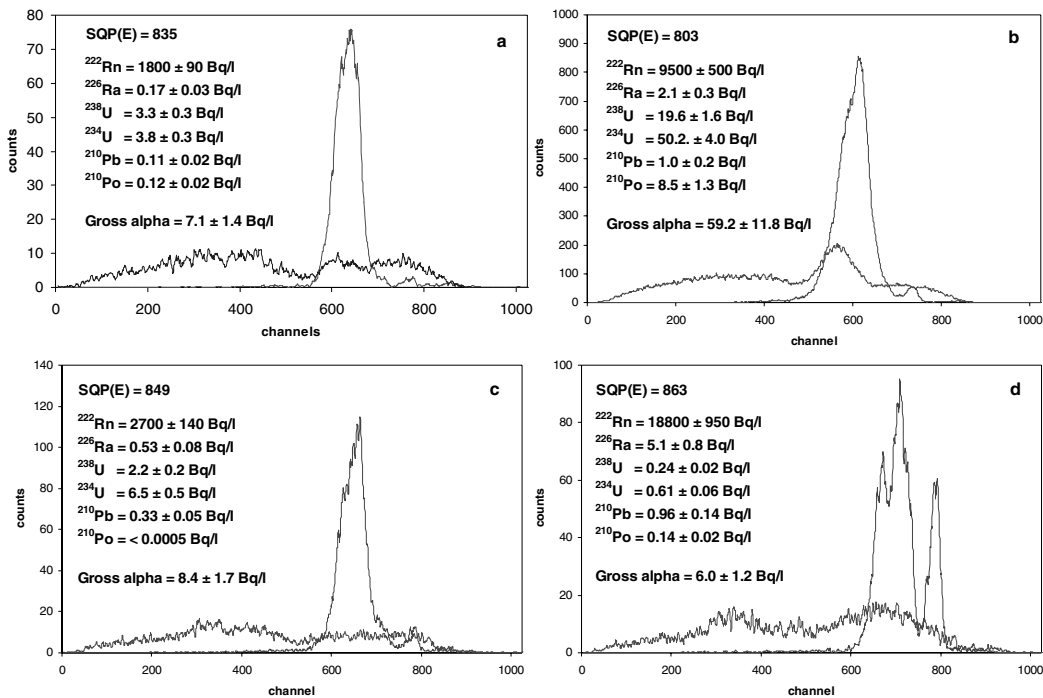 a
SQP(E) = 835
²²²Rn = 1800 ± 90 Bq/l
²²⁶Ra = 0.17 ± 0.03 Bq/l
²³⁸U = 3.3 ± 0.3 Bq/l
²³⁴U = 3.8 ± 0.3 Bq/l
²¹⁰Pb = 0.11 ± 0.02 Bq/l
²¹⁰Po = 0.12 ± 0.02 Bq/l
Gross alpha = 7.1 ± 1.4 Bq/l
counts
80
70
60
50
40
30
20
10
0
0 200 400 600 800 1000
channels
b
SQP(E) = 803
²²²Rn = 9500 ± 500 Bq/l
²²⁶Ra = 2.1 ± 0.3 Bq/l
²³⁸U = 19.6 ± 1.6 Bq/l
²³⁴U = 50.2. ± 4.0 Bq/l
²¹⁰Pb = 1.0 ± 0.2 Bq/l
²¹⁰Po = 8.5 ± 1.3 Bq/l
Gross alpha = 59.2 ± 11.8 Bq/l
counts
1000
900
800
700
600
500
400
300
200
100
0
0 200 400 600 800 1000
channel
c
SQP(E) = 849
²²²Rn = 2700 ± 140 Bq/l
²²⁶Ra = 0.53 ± 0.08 Bq/l
²³⁸U = 2.2 ± 0.2 Bq/l
²³⁴U = 6.5 ± 0.5 Bq/l
²¹⁰Pb = 0.33 ± 0.05 Bq/l
²¹⁰Po = < 0.0005 Bq/l
Gross alpha = 8.4 ± 1.7 Bq/l
counts
140
120
100
80
60
40
20
0
0 200 400 600 800 1000
channel
d
SQP(E) = 863
²²²Rn = 18800 ± 950 Bq/l
²²⁶Ra = 5.1 ± 0.8 Bq/l
²³⁸U = 0.24 ± 0.02 Bq/l
²³⁴U = 0.61 ± 0.06 Bq/l
²¹⁰Pb = 0.96 ± 0.14 Bq/l
²¹⁰Po = 0.14 ± 0.02 Bq/l
Gross alpha = 6.0 ± 1.2 Bq/l
counts
100
80
60
40
20
0
0 200 400 600 800 1000
channel